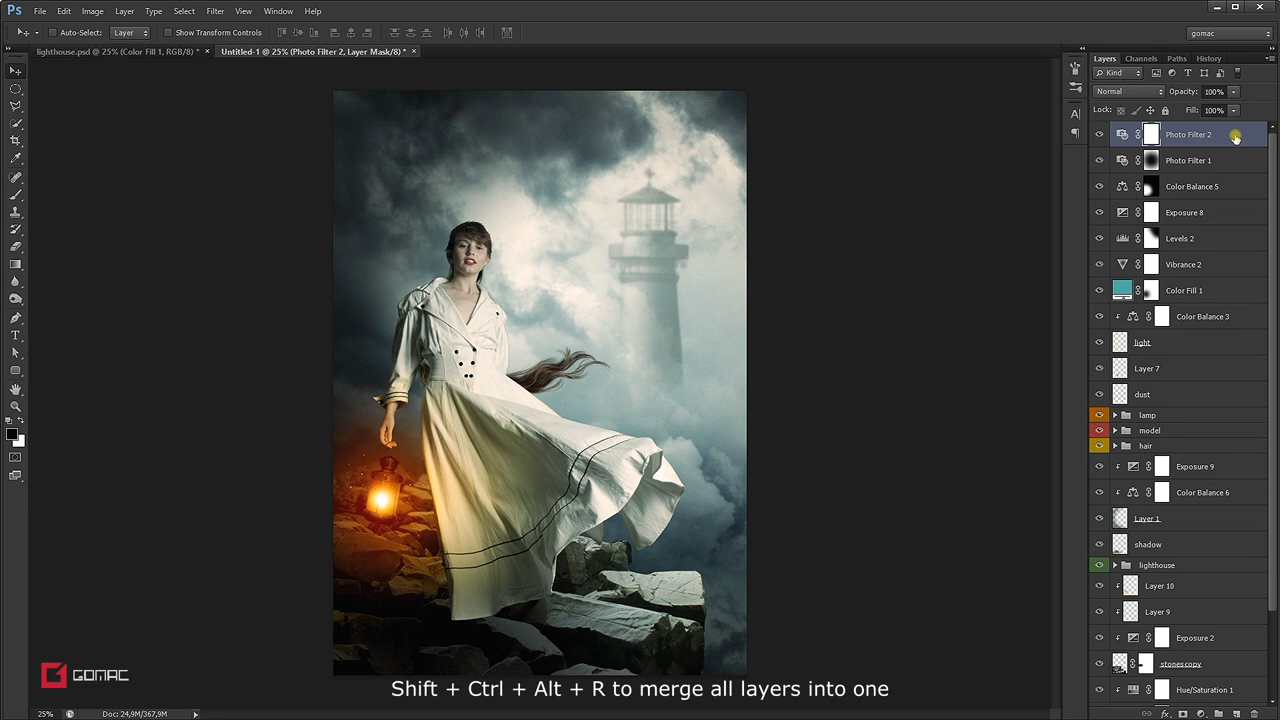 Ps File Edit Image Layer Type Select Filter View Window Help
Auto-Select: Layer Show Transform Controls gomac
lighthouse.psd @ 25% (Color Fill 1, RGB/8) * × Untitled-1 @ 25% (Photo Filter 2, Layer Mask/8) * ×
Layers Channels Paths History
Kind
Normal Opacity: 100%
Lock: Fill: 100%
Photo Filter 2
Photo Filter 1
Color Balance 5
Exposure 8
Levels 2
Vibrance 2
Color Fill 1
Color Balance 3
light
Layer 7
dust
lamp
model
hair
Exposure 9
Color Balance 6
Layer 1
shadow
lighthouse
Layer 10
Layer 9
Exposure 2
stones copy
Hue/Saturation 1
GOMAC
Shift + Ctrl + Alt + R to merge all layers into one
25% Doc: 24,9M/367,9M